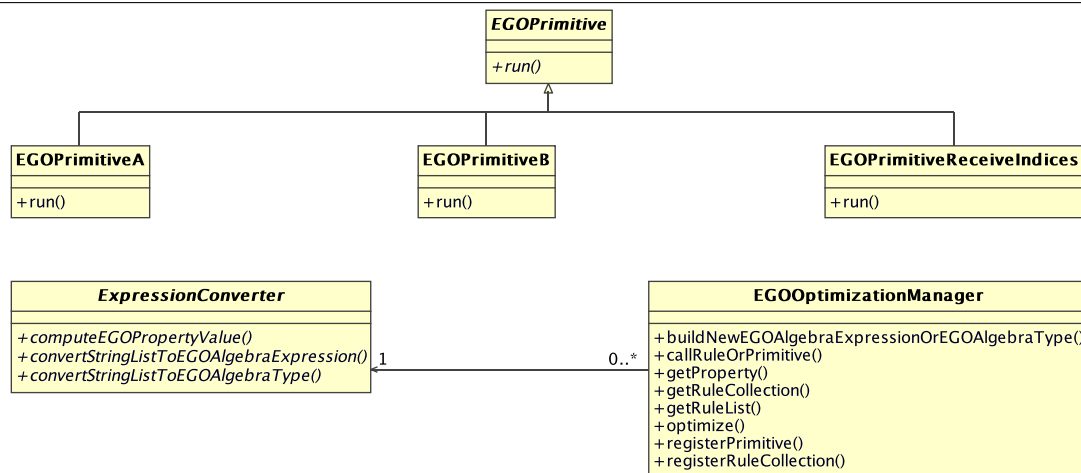 EGOPrimitive
+run()
EGOPrimitiveA
+run()
EGOPrimitiveB
+run()
EGOPrimitiveReceiveIndices
+run()
ExpressionConverter
+computeEGOPropertyValue()
+convertStringListToEGOAlgebraExpression()
+convertStringListToEGOAlgebraType()
1
0..*
EGOOptimizationManager
+buildNewEGOAlgebraExpressionOrEGOAlgebraType()
+callRuleOrPrimitive()
+getProperty()
+getRuleCollection()
+getRuleList()
+optimize()
+registerPrimitive()
+registerRuleCollection()